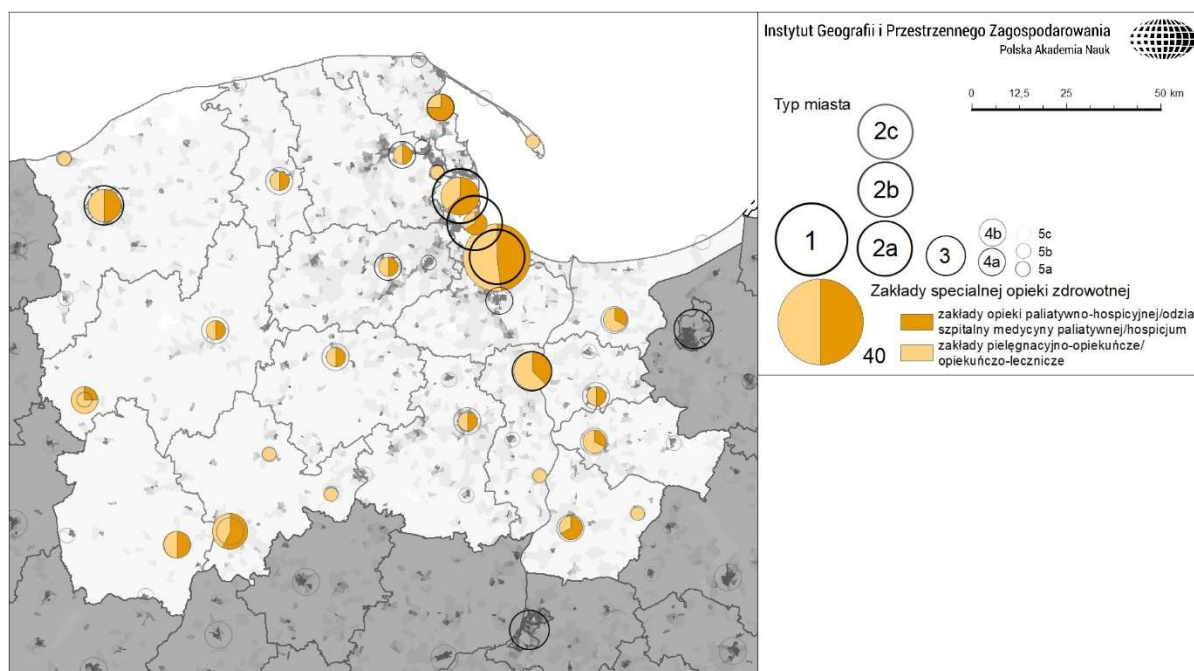 Instytut Geografii i Przestrzennego Zagospodarowania
Polska Akademia Nauk
0 12,5 25 50 km
Typ miasta
2c
2b
1
2a
3
4b
4a
5c
5b
5a
Zakłady specjalnej opieki zdrowotnej
zakłady opieki paliatywno-hospicyjnej/odzia
szpitalny medycyny paliatywnej/hospicjum
zakłady pielęgnacyjno-opiekuńcze/
opiekuńczo-lecznicze
40